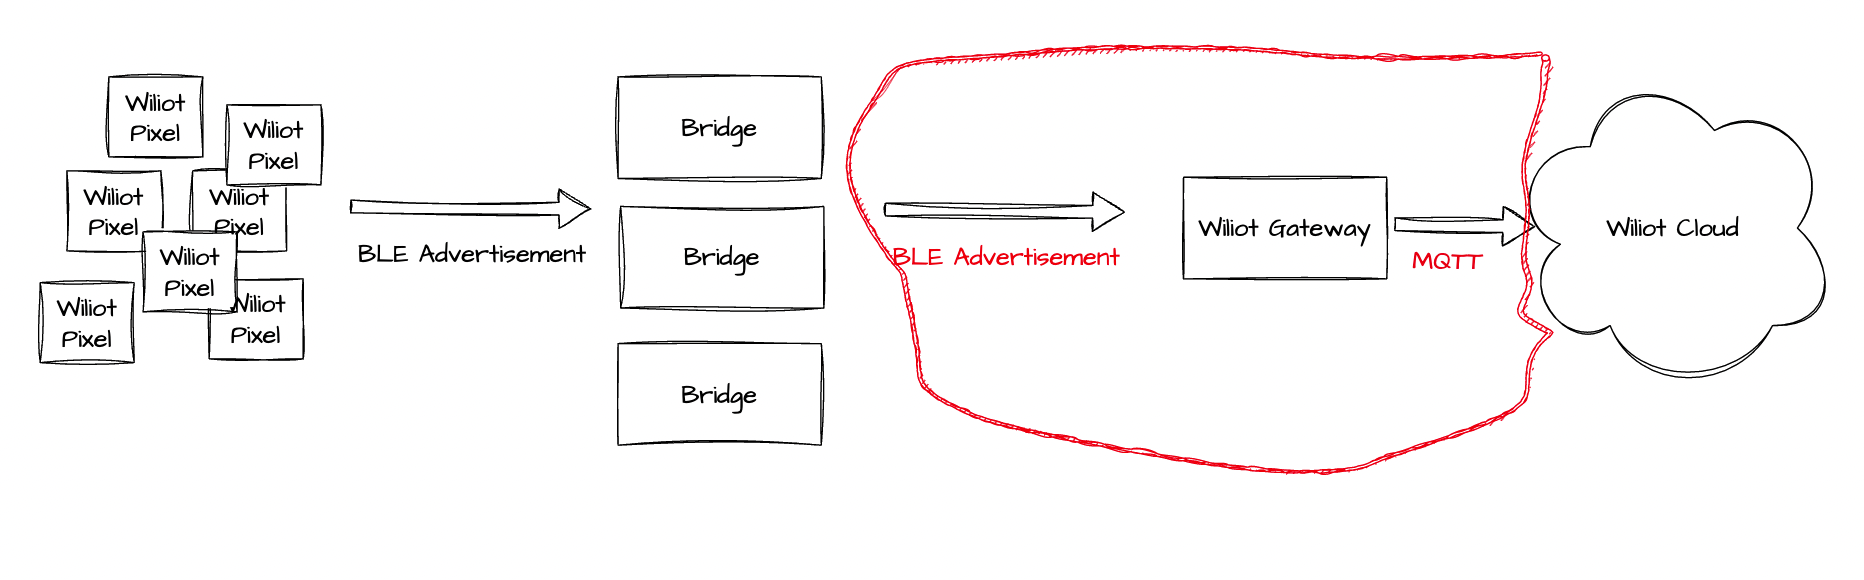 Wiliot
Pixel
Wiliot
Pixel
Wiliot
Pixel
Wiliot
Pixel
Wiliot
Pixel
Wiliot
Pixel
Wiliot
Pixel
BLE Advertisement
Bridge
Bridge
Bridge
BLE Advertisement
Wiliot Gateway
MQTT
Wiliot Cloud